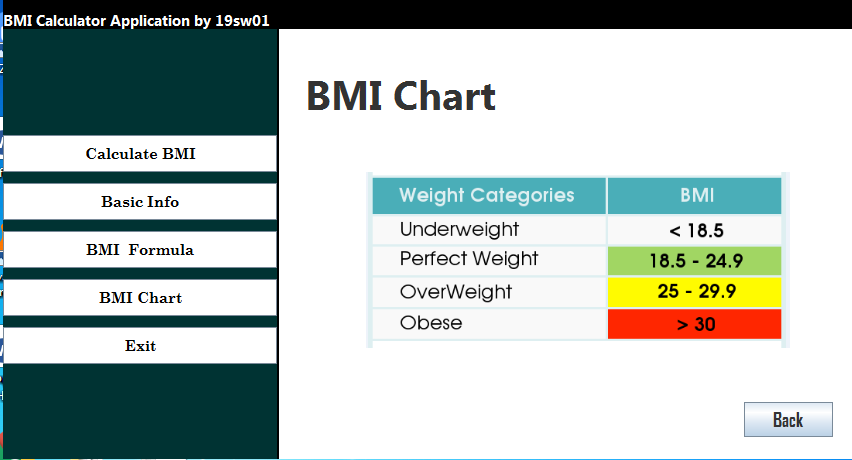 BMI Calculator Application by 19sw01
Calculate BMI
Basic Info
BMI  Formula
BMI Chart
Exit
BMI Chart
Weight Categories BMI
Underweight < 18.5
Perfect Weight 18.5 - 24.9
OverWeight 25 - 29.9
Obese > 30
Back